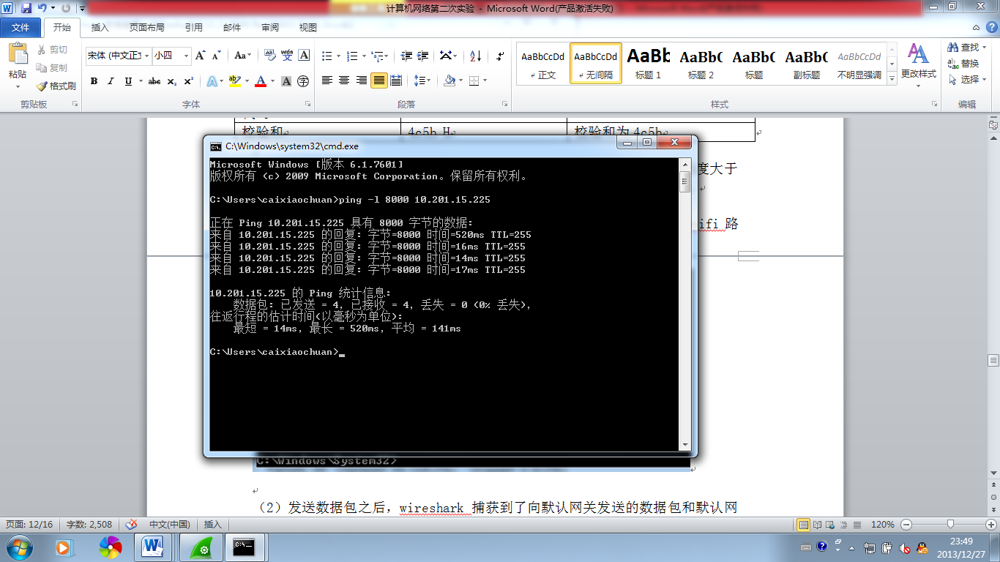 计算机网络第二次实验 - Microsoft Word(产品激活失败)
文件 开始 插入 页面布局 引用 邮件 审阅 视图
粘贴 剪切 复制 格式刷
宋体 (中文正文 小四
AaBbCcDd AaBbCcDd AaBb AaBbC AaBbC AaBbC AaBbCcDd
正文 无间隔 标题 1 标题 2 标题 副标题 不明显强调
更改样式
查找 替换 选择
剪贴板 字体 段落 样式 编辑
校验和 4c5b H 校验和为 4c5b
度大于
ifi 路
C:\Windows\system32\cmd.exe
Microsoft Windows [版本 6.1.7601]
版权所有 (c) 2009 Microsoft Corporation。保留所有权利。
C:\Users\caixiaochuan>ping -l 8000 10.201.15.225
正在 Ping 10.201.15.225 具有 8000 字节的数据:
来自 10.201.15.225 的回复: 字节=8000 时间=520ms TTL=255
来自 10.201.15.225 的回复: 字节=8000 时间=16ms TTL=255
来自 10.201.15.225 的回复: 字节=8000 时间=14ms TTL=255
来自 10.201.15.225 的回复: 字节=8000 时间=17ms TTL=255
10.201.15.225 的 Ping 统计信息:
数据包: 已发送 = 4，已接收 = 4，丢失 = 0 (0% 丢失)，
往返行程的估计时间(以毫秒为单位):
最短 = 14ms，最长 = 520ms，平均 = 141ms
C:\Users\caixiaochuan>
C:\Windows\System32>
（2）发送数据包之后，wireshark 捕获到了向默认网关发送的数据包和默认网
页面: 12/16 字数: 2,508 中文(中国) 插入 120%
23:49
2013/12/27